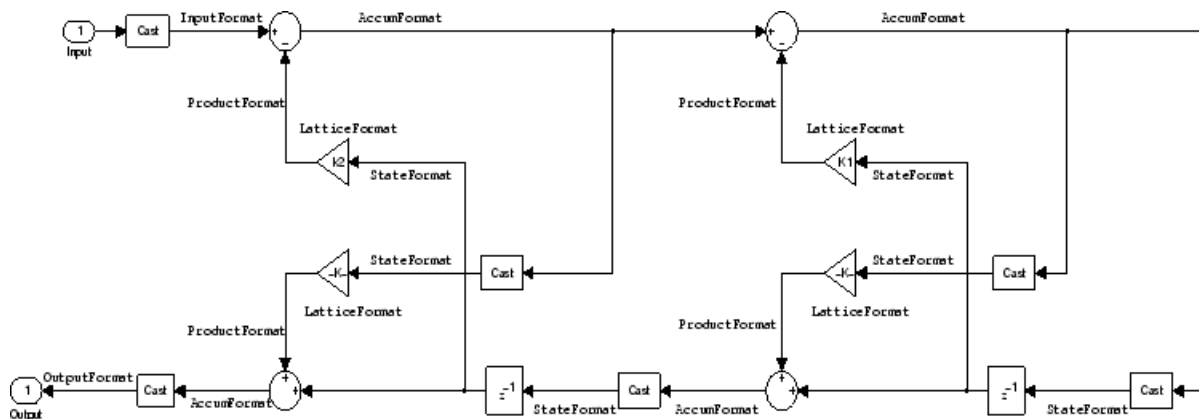 InputFormat
AccumFormat
AccumFormat
1
Cast
+
-
+
-
Input
ProductFormat
ProductFormat
LatticeFormat
LatticeFormat
k2
K1
StateFormat
StateFormat
StateFormat
StateFormat
-K-
Cast
-K-
Cast
LatticeFormat
LatticeFormat
ProductFormat
ProductFormat
OutputFormat
+
+
1
Cast
+
z-1
Cast
+
z-1
Cast
AccumFormat
StateFormat
AccumFormat
StateFormat
Output